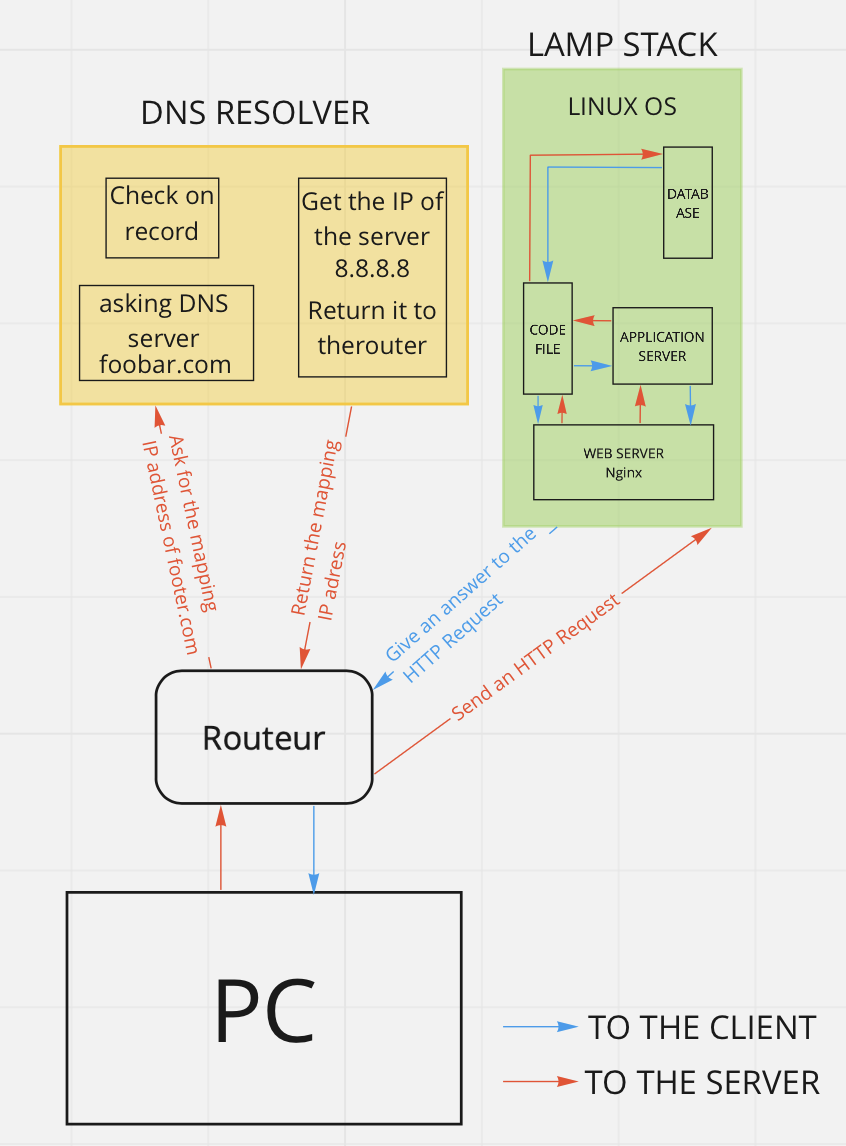 LAMP STACK
LINUX OS
DNS RESOLVER
Check on
record
Get the IP of
the server
8.8.8.8
Return it to
therouter
asking DNS
server
foobar.com
DATAB
ASE
CODE
FILE
APPLICATION
SERVER
WEB SERVER
Nginx
Ask for the mapping
IP address of footer.com
Return the mapping
IP adress
Give an answer to the
HTTP Request
Send an HTTP Request
Routeur
PC
TO THE CLIENT
TO THE SERVER